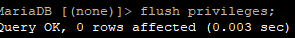 MariaDB [(none)]> flush privileges;
Query OK, 0 rows affected (0.003 sec)